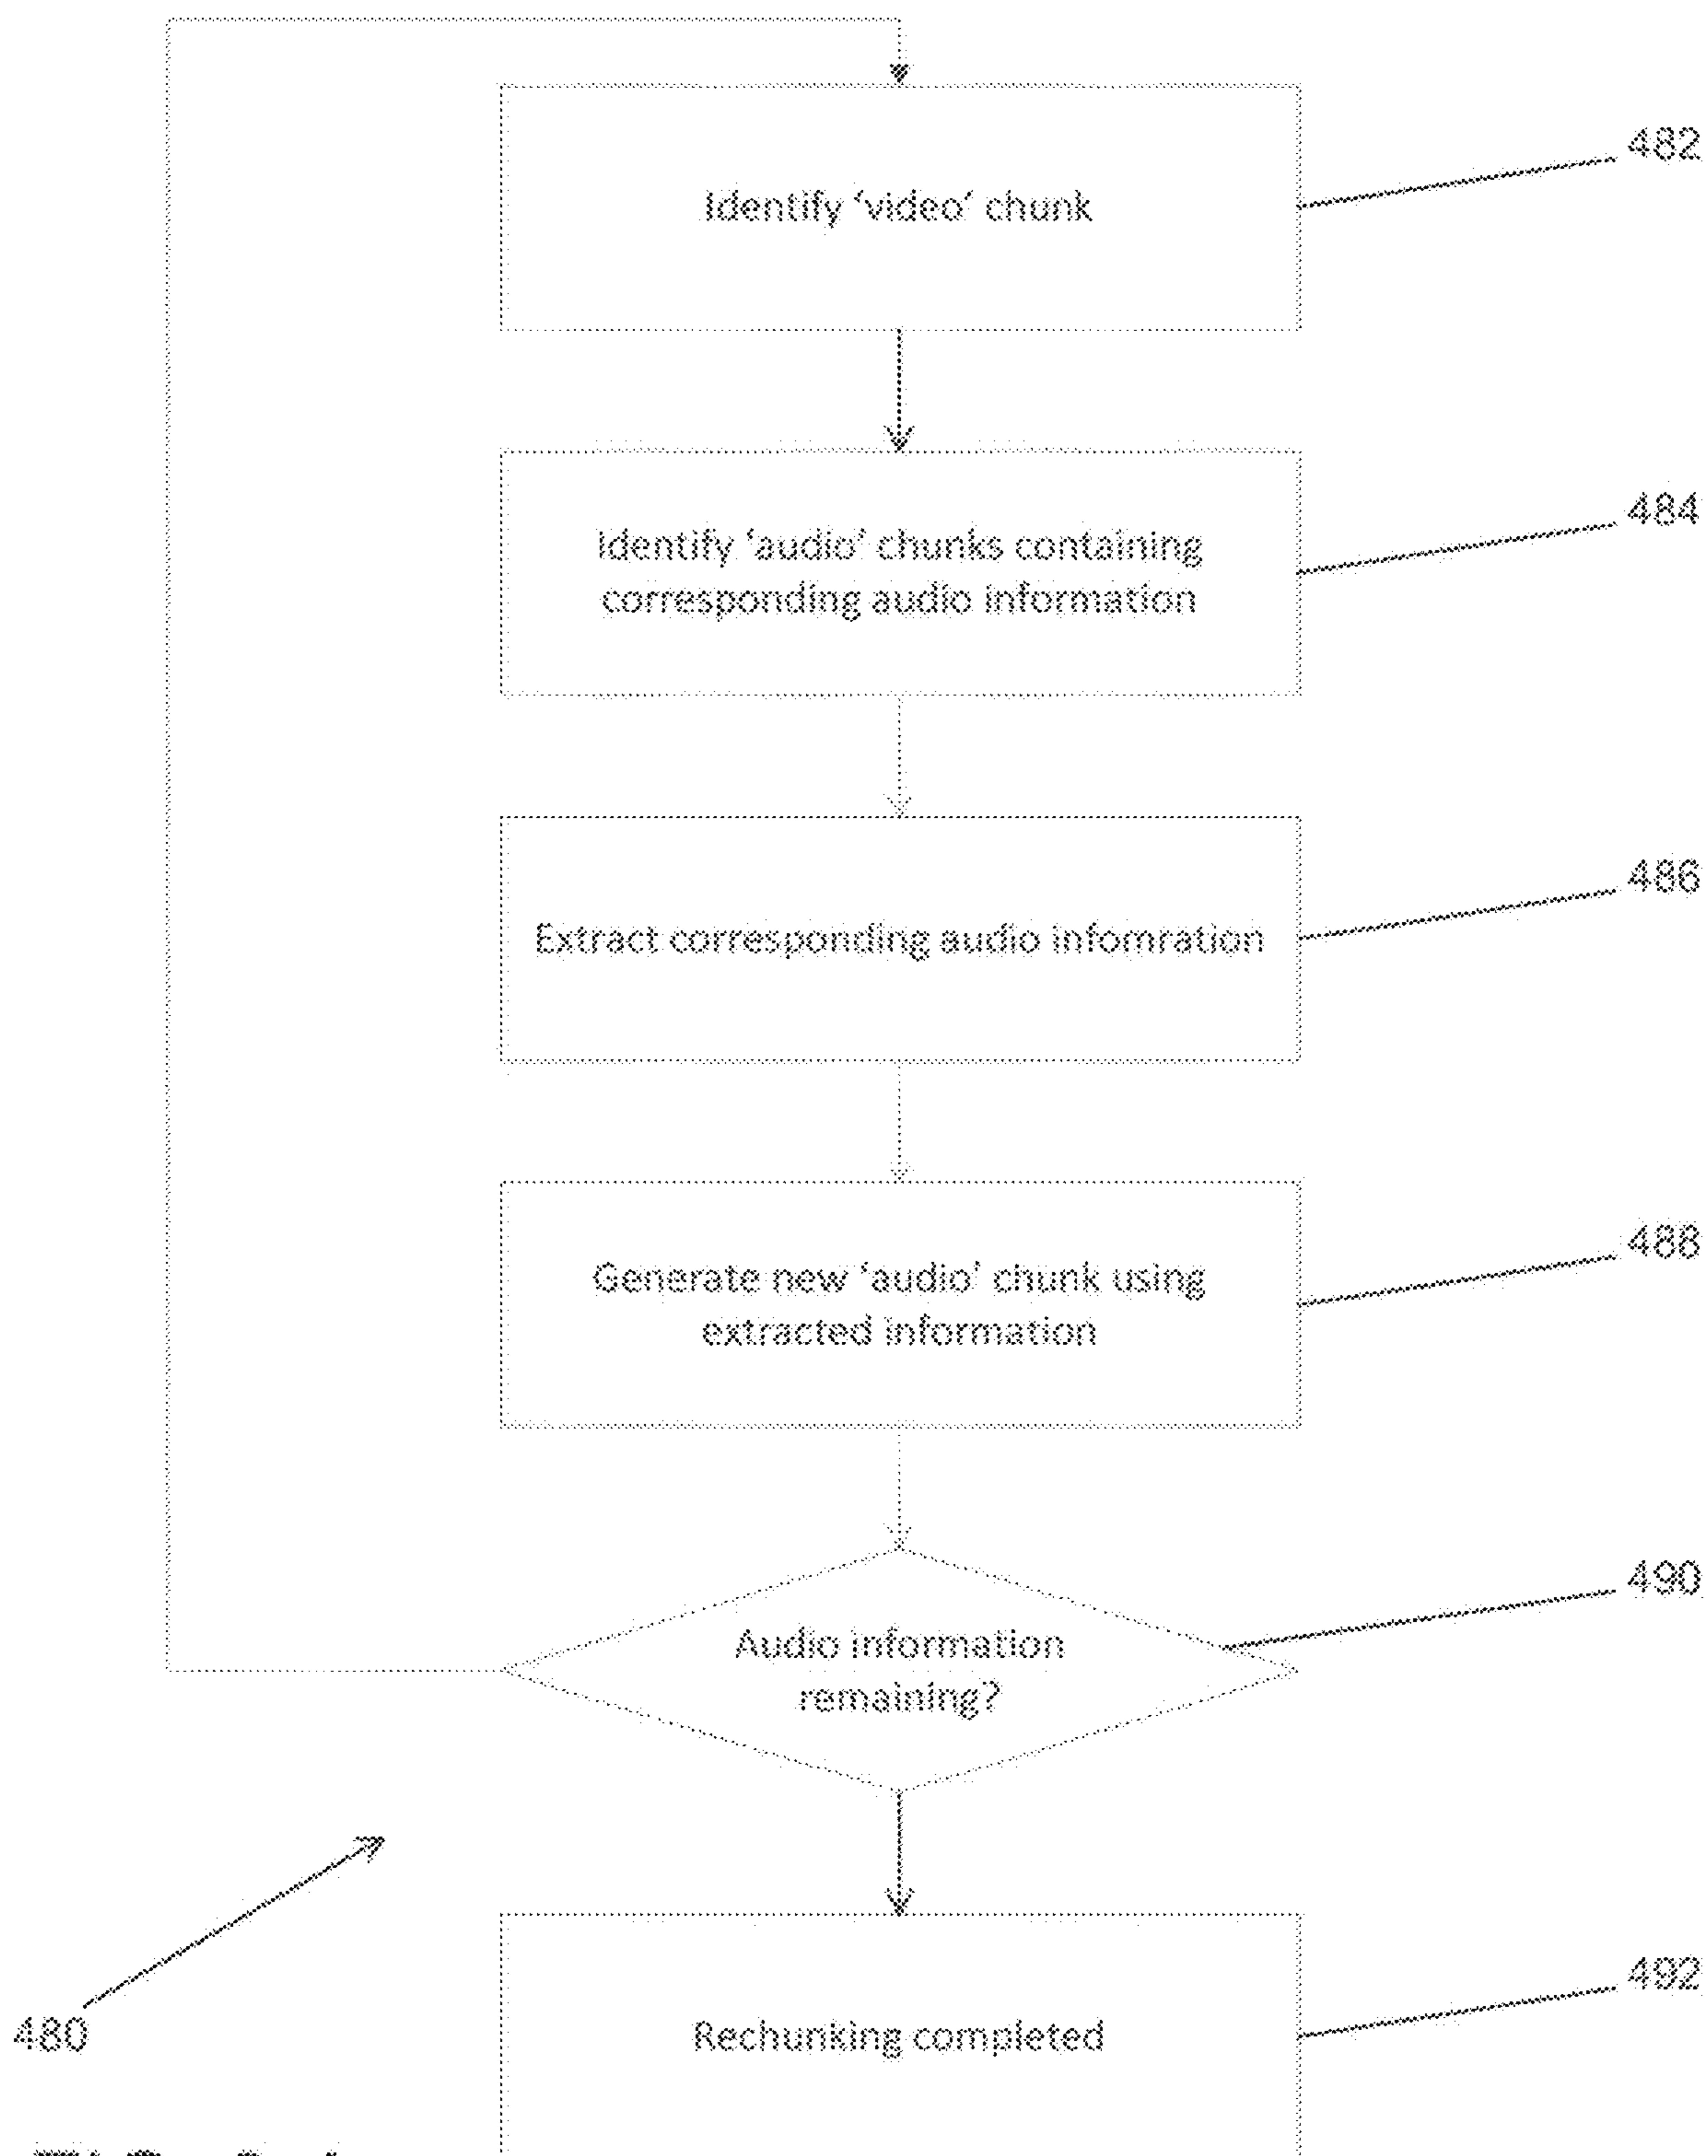 482
Identify ‘video’ chunk
484
Identify ‘audio’ chunks containing
corresponding audio information
486
Extract corresponding audio infomration
488
Generate new ‘audio’ chunk using
extracted information
490
Audio information
remaining?
492
480
Rechunking completed